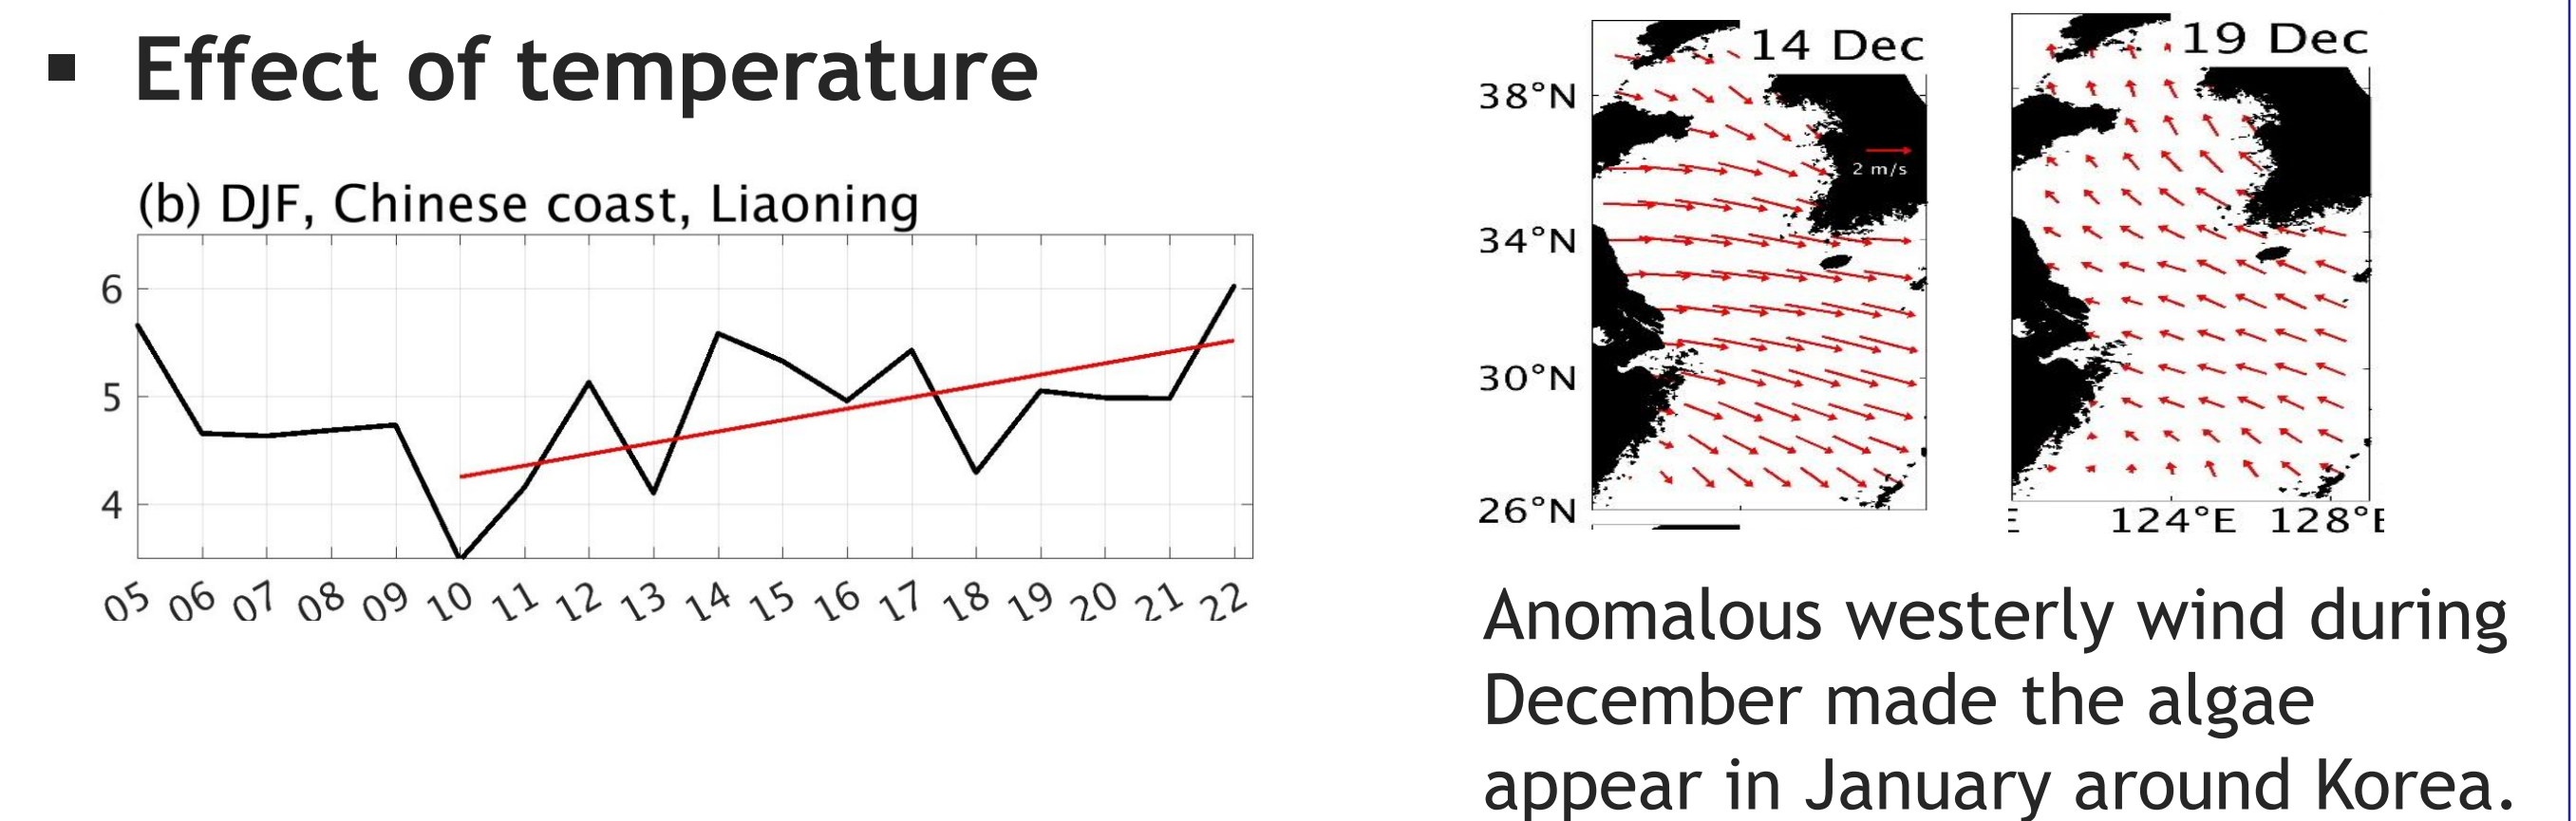 ▪ Effect of temperature
(b) DJF, Chinese coast, Liaoning
6
5
4
05 06 07 08 09 10 11 12 13 14 15 16 17 18 19 20 21 22
14 Dec
38°N
34°N
30°N
26°N
2 m/s
19 Dec
E 124°E 128°E
Anomalous westerly wind during
December made the algae
appear in January around Korea.